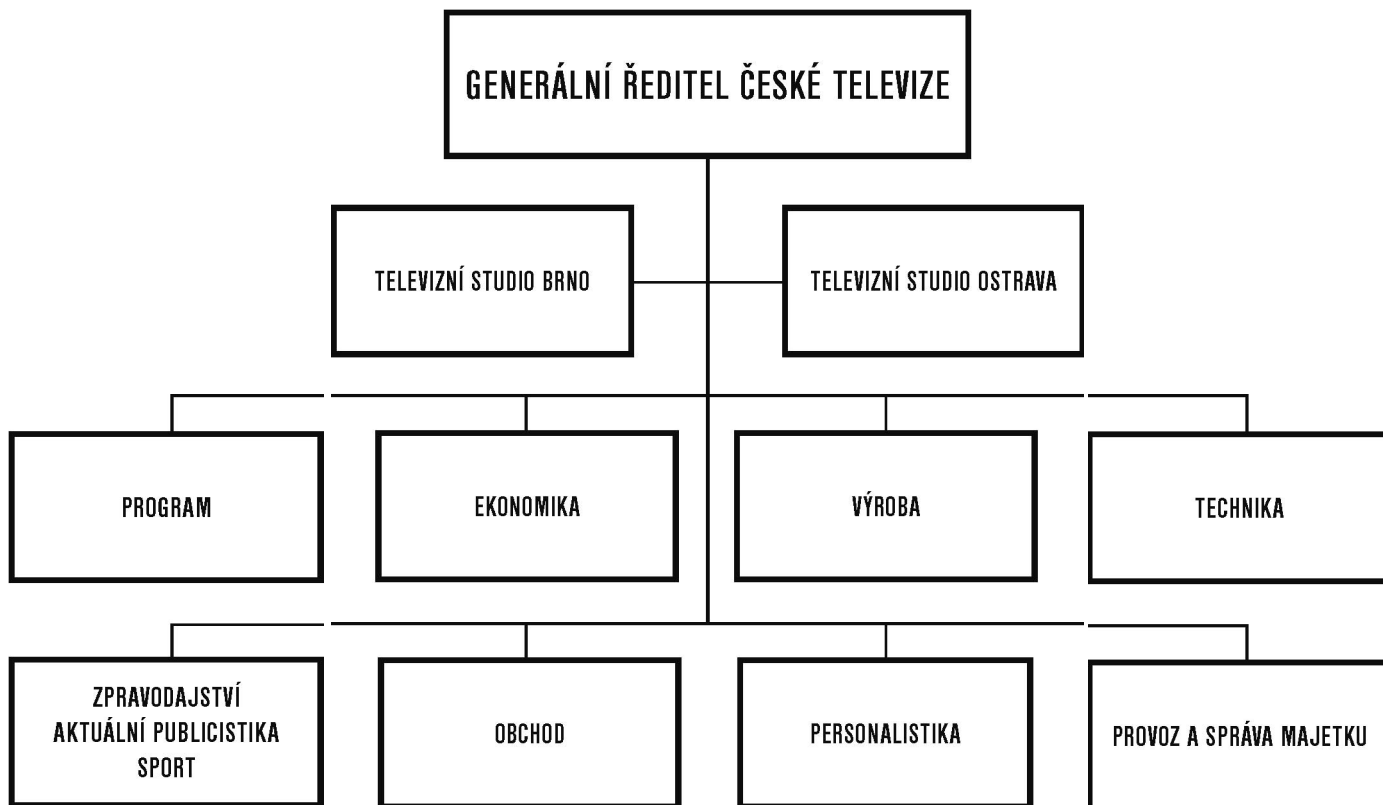 GENERÁLNÍ ŘEDITEL ČESKÉ TELEVIZE
TELEVIZNÍ STUDIO BRNO
TELEVIZNÍ STUDIO OSTRAVA
PROGRAM
EKONOMIKA
VÝROBA
TECHNIKA
ZPRAVODAJSTVÍ
AKTUÁLNÍ PUBLICISTIKA
SPORT
OBCHOD
PERSONALISTIKA
PROVOZ A SPRÁVA MAJETKU